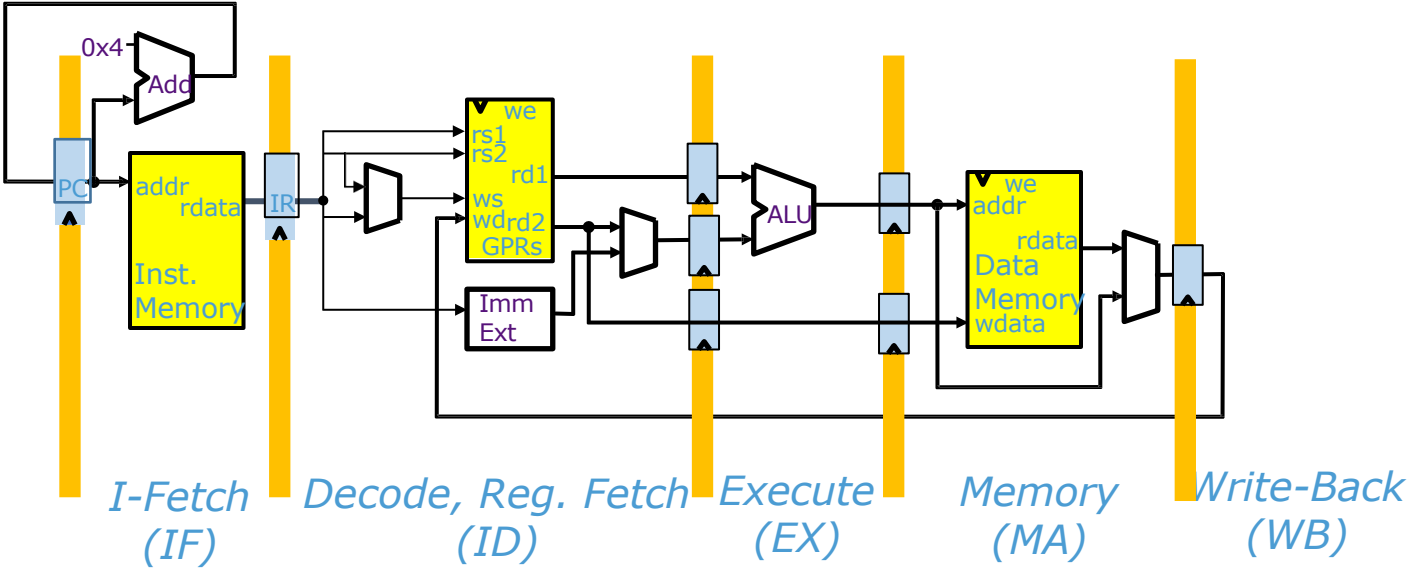 0x4
Add
PC
addr
rdata
Inst.
Memory
IR
we
rs1
rs2
rd1
ws
wd
rd2
GPRs
Imm
Ext
ALU
we
addr
rdata
Data
Memory
wdata
I-Fetch
(IF)
Decode, Reg. Fetch
(ID)
Execute
(EX)
Memory
(MA)
Write-Back
(WB)